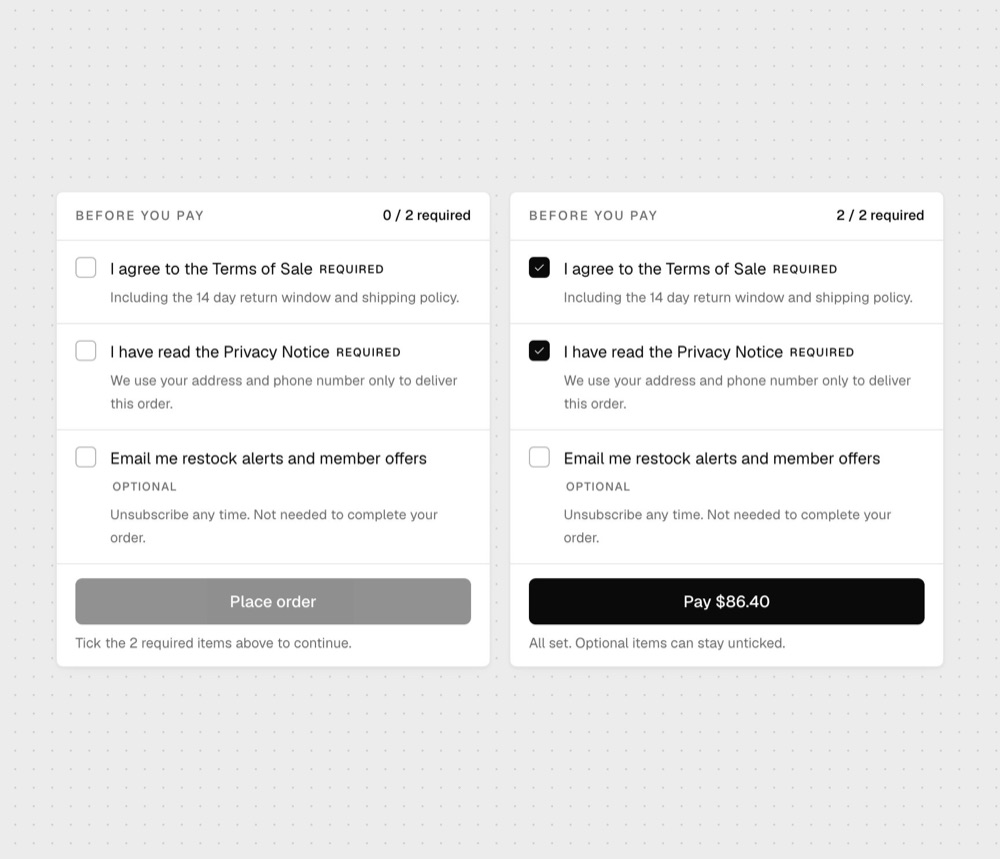 BEFORE YOU PAY 0 / 2 required
I agree to the Terms of Sale REQUIRED
Including the 14 day return window and shipping policy.
I have read the Privacy Notice REQUIRED
We use your address and phone number only to deliver
this order.
Email me restock alerts and member offers
OPTIONAL
Unsubscribe any time. Not needed to complete your
order.
Place order
Tick the 2 required items above to continue.
BEFORE YOU PAY 2 / 2 required
I agree to the Terms of Sale REQUIRED
Including the 14 day return window and shipping policy.
I have read the Privacy Notice REQUIRED
We use your address and phone number only to deliver
this order.
Email me restock alerts and member offers
OPTIONAL
Unsubscribe any time. Not needed to complete your
order.
Pay $86.40
All set. Optional items can stay unticked.